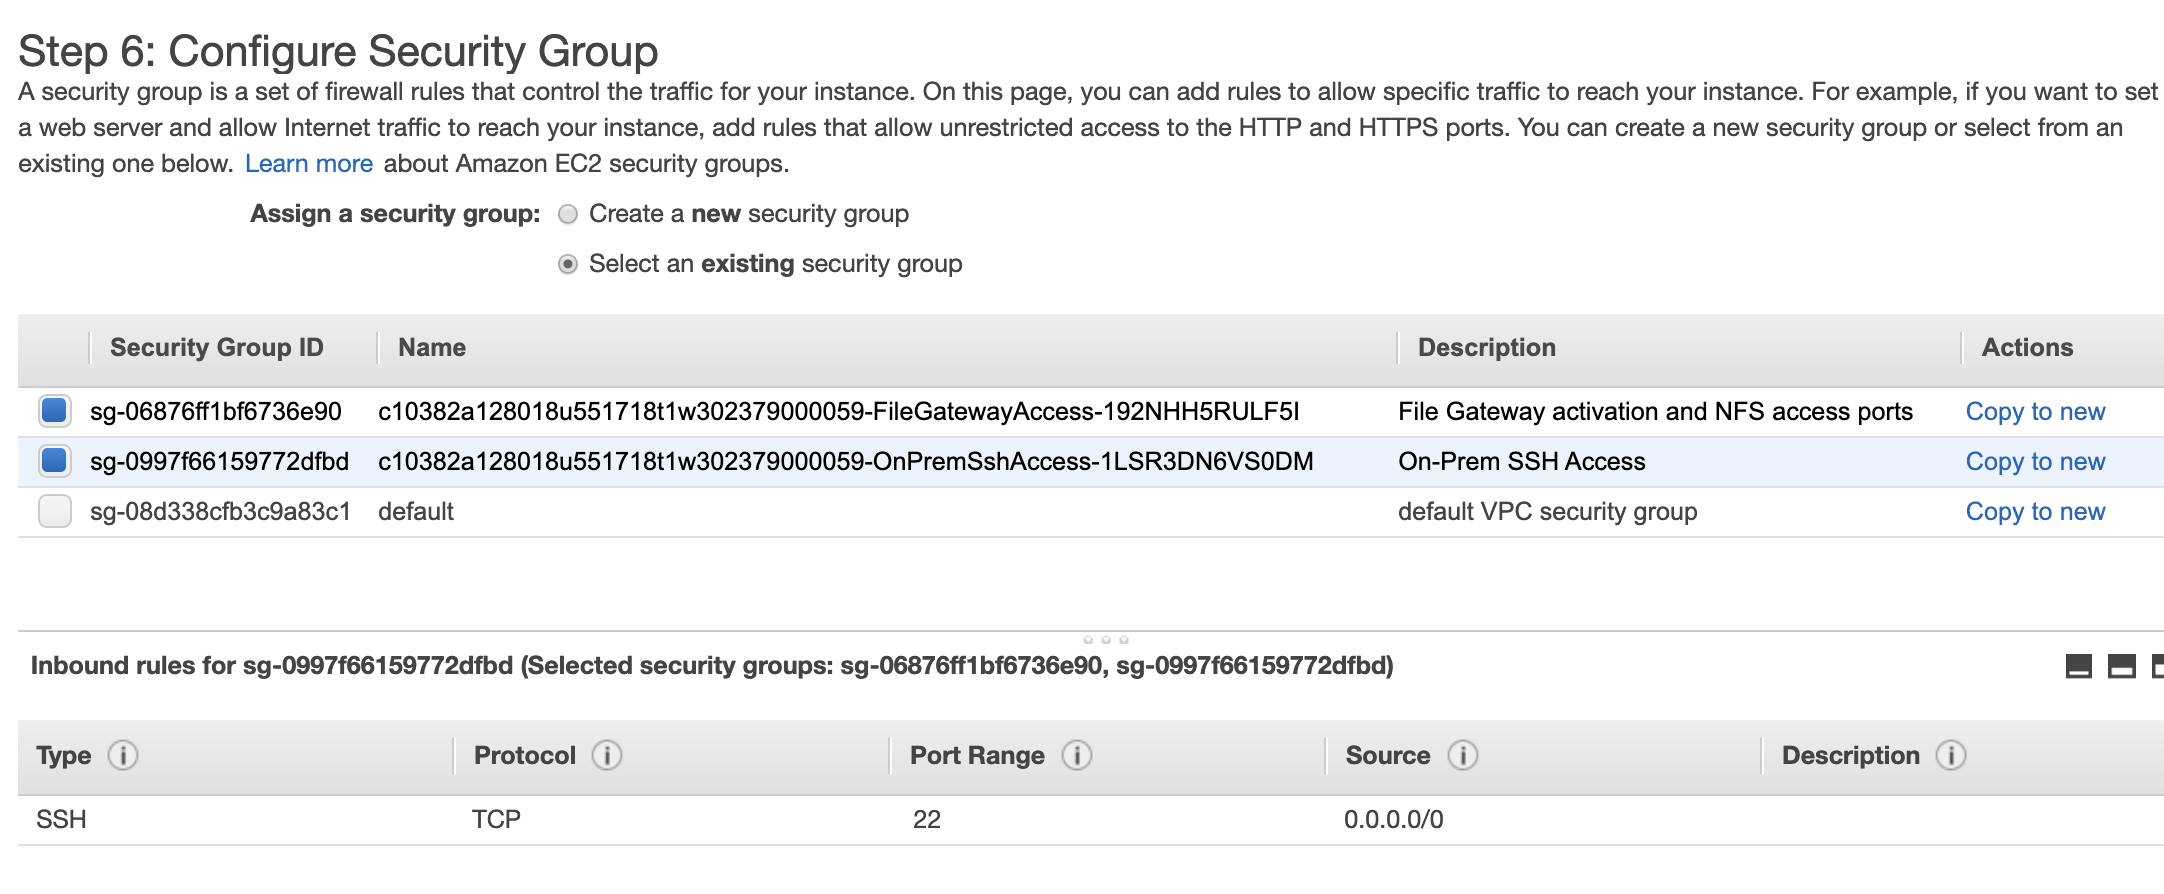 Step 6: Configure Security Group
A security group is a set of firewall rules that control the traffic for your instance. On this page, you can add rules to allow specific traffic to reach your instance. For example, if you want to set
a web server and allow Internet traffic to reach your instance, add rules that allow unrestricted access to the HTTP and HTTPS ports. You can create a new security group or select from an
existing one below. Learn more about Amazon EC2 security groups.
Assign a security group: Create a new security group
Select an existing security group
Security Group ID Name Description Actions
sg-06876ff1bf6736e90 c10382a128018u551718t1w302379000059-FileGatewayAccess-192NHH5RULF5I File Gateway activation and NFS access ports Copy to new
sg-0997f66159772dfbd c10382a128018u551718t1w302379000059-OnPremSshAccess-1LSR3DN6VS0DM On-Prem SSH Access Copy to new
sg-08d338cfb3c9a83c1 default default VPC security group Copy to new
Inbound rules for sg-0997f66159772dfbd (Selected security groups: sg-06876ff1bf6736e90, sg-0997f66159772dfbd)
Type i Protocol i Port Range i Source i Description i
SSH TCP 22 0.0.0.0/0